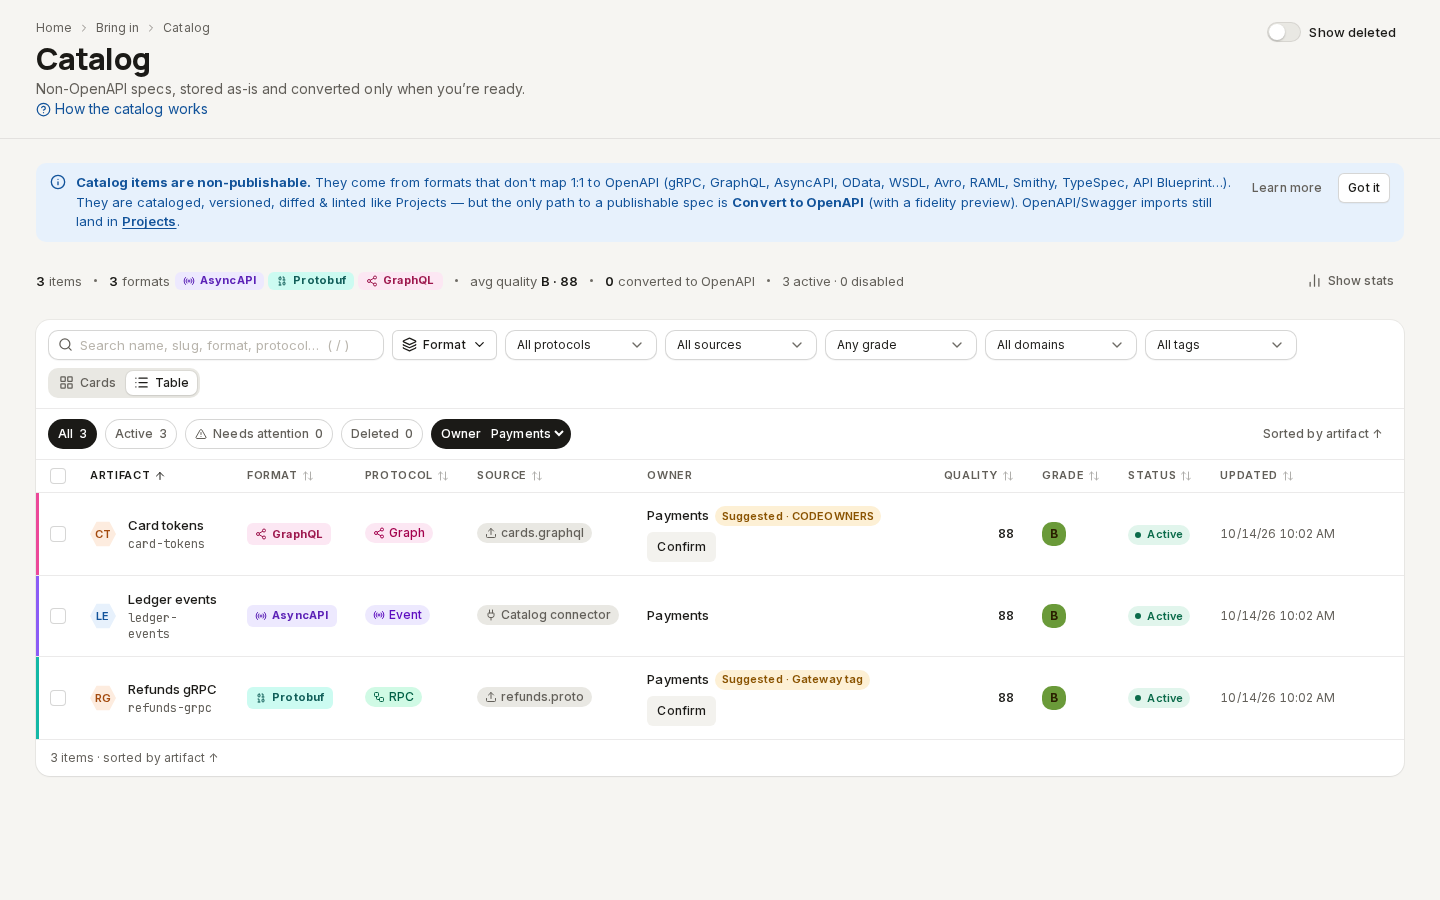 Home > Bring in > Catalog
Catalog
Show deleted
Non-OpenAPI specs, stored as-is and converted only when you're ready.
How the catalog works
Catalog items are non-publishable. They come from formats that don't map 1:1 to OpenAPI (gRPC, GraphQL, AsyncAPI, OData, WSDL, Avro, RAML, Smithy, TypeSpec, API Blueprint…).
They are cataloged, versioned, diffed & linted like Projects — but the only path to a publishable spec is Convert to OpenAPI (with a fidelity preview). OpenAPI/Swagger imports still
land in Projects.
Learn more
Got it
3 items • 3 formats AsyncAPI Protobuf GraphQL • avg quality B · 88 • 0 converted to OpenAPI • 3 active · 0 disabled
Show stats
Search name, slug, format, protocol… ( / )
Format
All protocols
All sources
Any grade
All domains
All tags
Cards
Table
All 3
Active 3
Needs attention 0
Deleted 0
Owner Payments
Sorted by artifact ↑
ARTIFACT ↑ FORMAT ↑↓ PROTOCOL ↑↓ SOURCE ↑↓ OWNER QUALITY ↑↓ GRADE ↑↓ STATUS ↑↓ UPDATED ↑↓
CT
Card tokens
card-tokens
GraphQL
Graph
cards.graphql
Payments Suggested · CODEOWNERS
Confirm
88
B
Active
10/14/26 10:02 AM
LE
Ledger events
ledger-
events
AsyncAPI
Event
Catalog connector
Payments
88
B
Active
10/14/26 10:02 AM
RG
Refunds gRPC
refunds-grpc
Protobuf
RPC
refunds.proto
Payments Suggested · Gateway tag
Confirm
88
B
Active
10/14/26 10:02 AM
3 items · sorted by artifact ↑